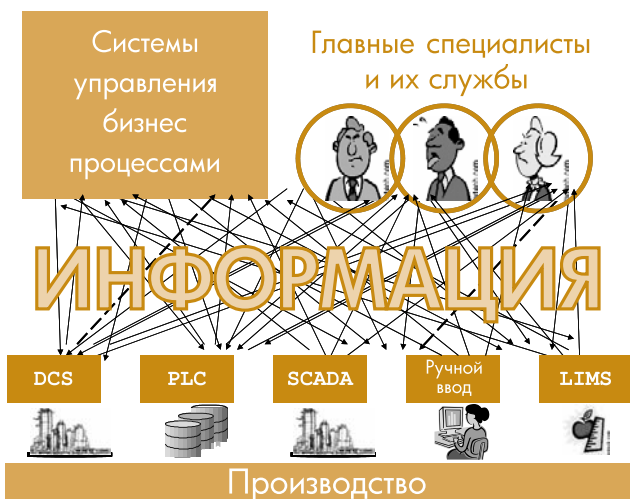 Системы
управления
бизнес
процессами
Главные специалисты
и их службы
ИНФОРМАЦИЯ
DCS
PLC
SCADA
Ручной
ввод
LIMS
Производство